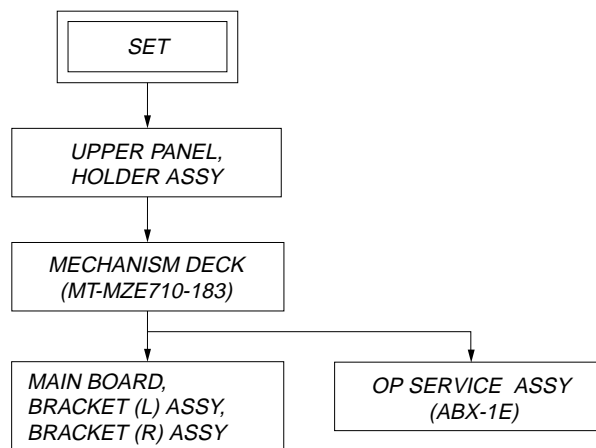 SET
UPPER PANEL,
HOLDER ASSY
MECHANISM DECK
(MT-MZE710-183)
MAIN BOARD,
BRACKET (L) ASSY,
BRACKET (R) ASSY
OP SERVICE  ASSY
(ABX-1E)